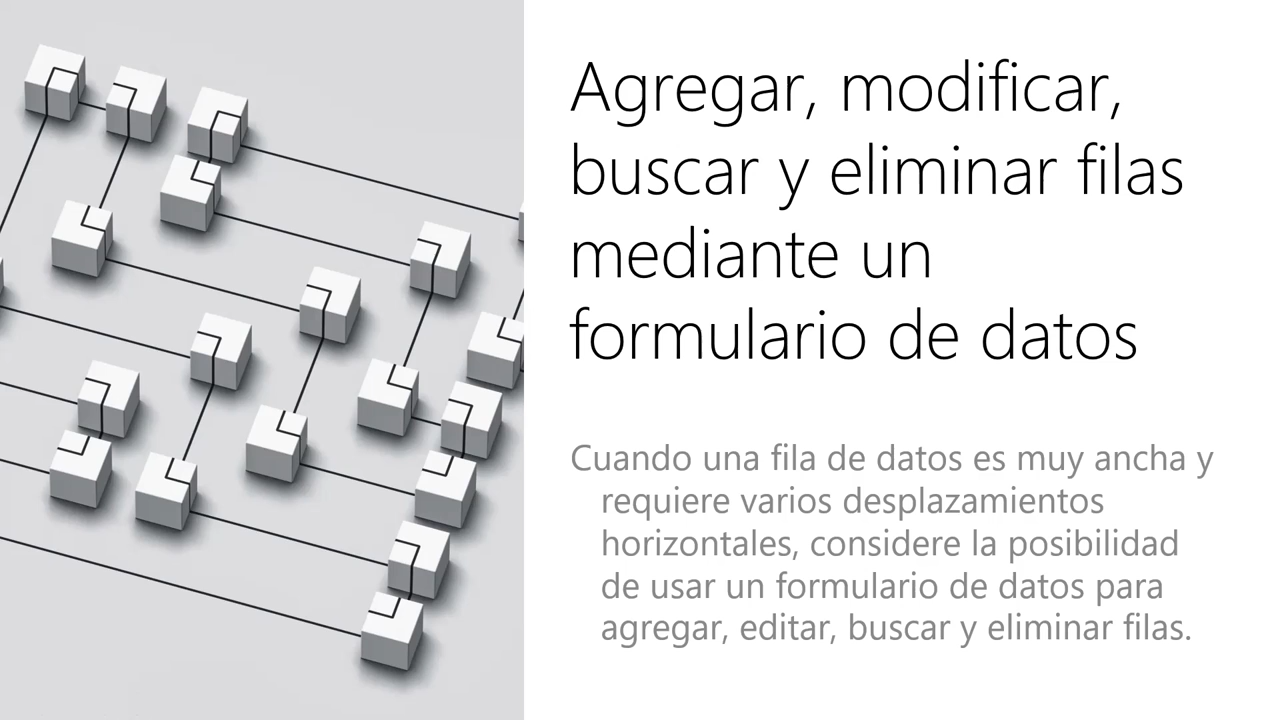 Agregar, modificar,
buscar y eliminar filas
mediante un
formulario de datos
Cuando una fila de datos es muy ancha y
requiere varios desplazamientos
horizontales, considere la posibilidad
de usar un formulario de datos para
agregar, editar, buscar y eliminar filas.